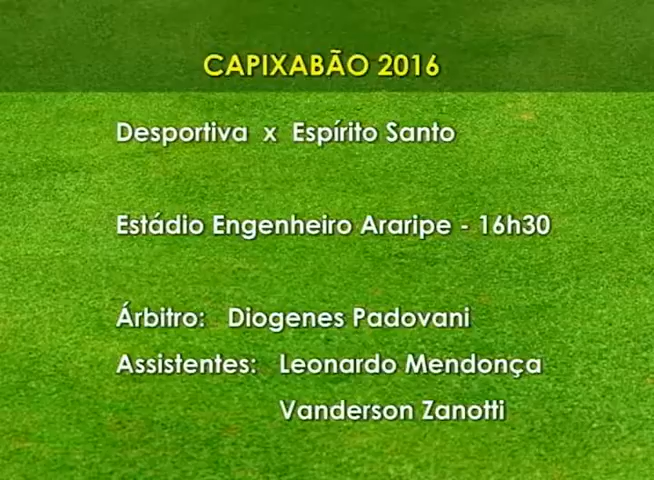 CAPIXABÃO 2016
Desportiva x Espírito Santo
Estádio Engenheiro Araripe - 16h30
Árbitro: Diogenes Padovani
Assistentes: Leonardo Mendonça
Vanderson Zanotti